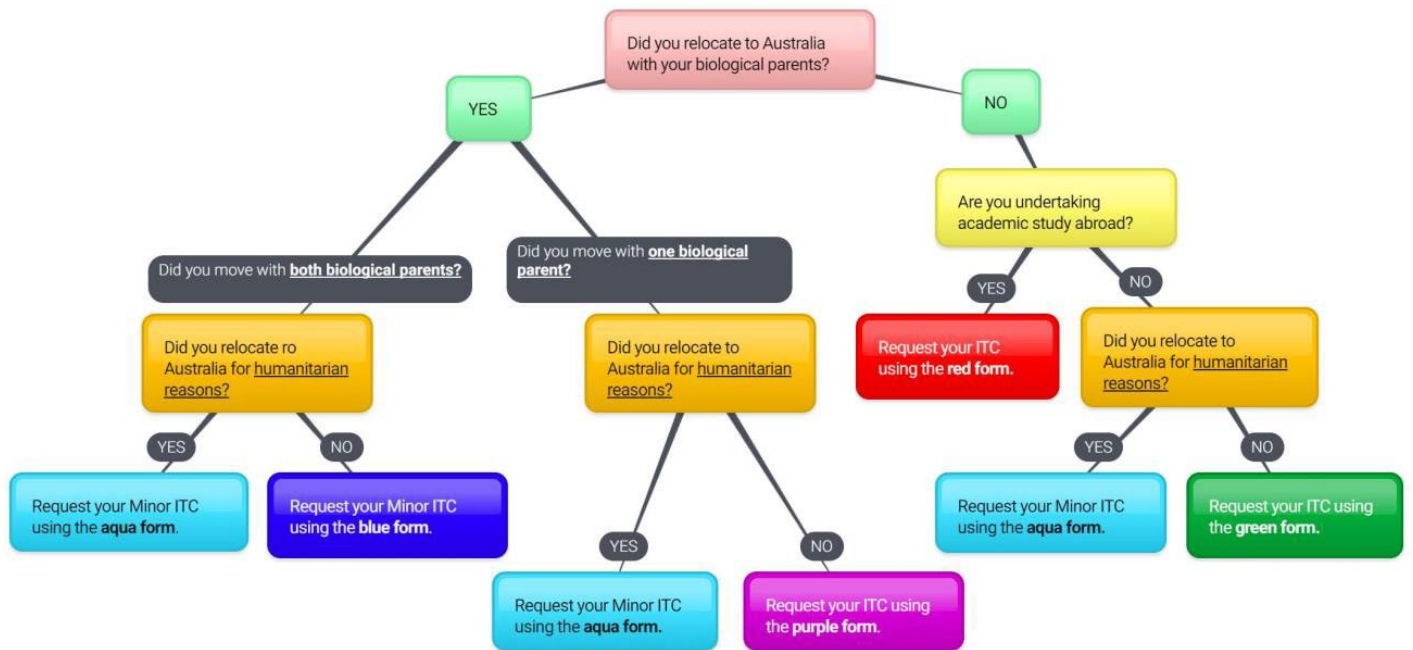 Did you relocate to Australia
with your biological parents?
YES
NO
Are you undertaking
academic study abroad?
Did you move with both biological parents?
Did you move with one biological
parent?
YES
NO
Did you relocate ro
Australia for humanitarian
reasons?
Did you relocate to
Australia for humanitarian
reasons?
Request your ITC
using the red form.
Did you relocate to
Australia for humanitarian
reasons?
YES
NO
YES
NO
Request your Minor ITC
using the aqua form.
Request your Minor ITC
using the blue form.
Request your Minor ITC
using the aqua form.
Request your ITC using
the green form.
YES
NO
Request your Minor ITC
using the aqua form.
Request your ITC using
the purple form.